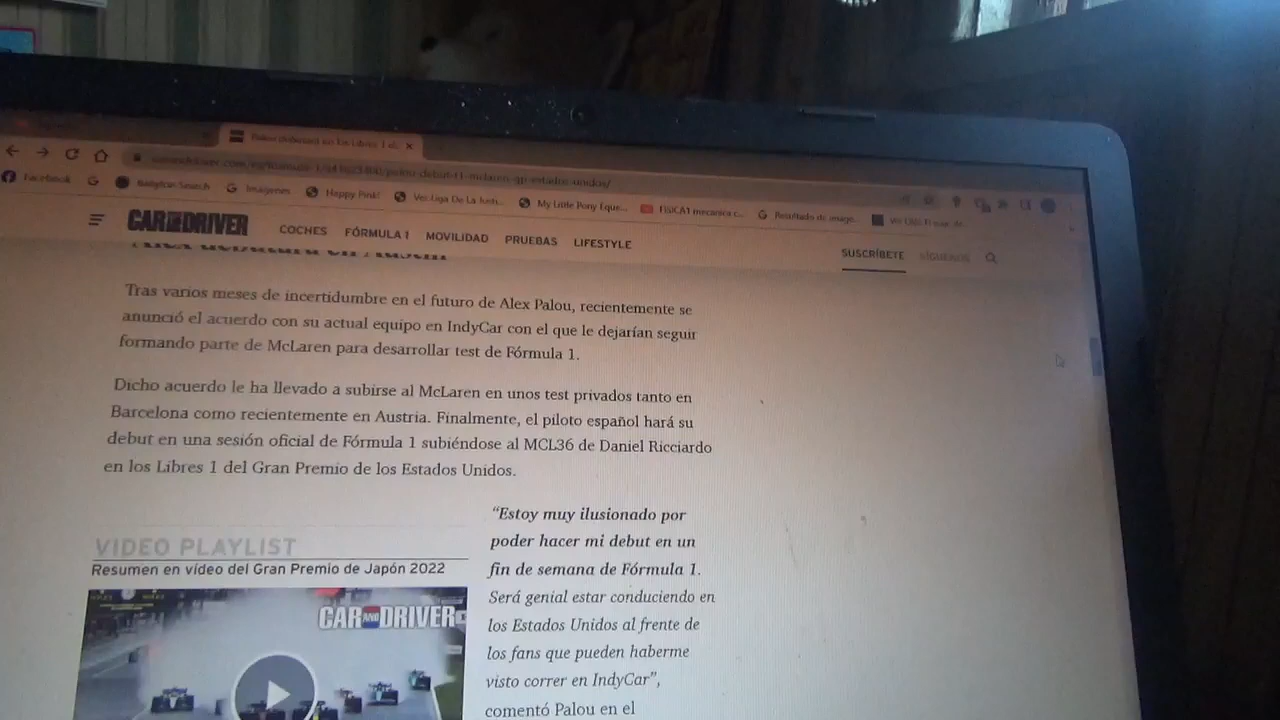 Facebook
Imágenes
Happy Pink!
Ver Liga De La Justi...
My Little Pony Eque...
FISICA1 mecanica c...
Resultado de image...
CAR AND DRIVER
COCHES FÓRMULA 1 MOVILIDAD PRUEBAS LIFESTYLE
SUSCRÍBETE SÍGUENOS
Tras varios meses de incertidumbre en el futuro de Alex Palou, recientemente se
anunció el acuerdo con su actual equipo en IndyCar con el que le dejarían seguir
formando parte de McLaren para desarrollar test de Fórmula 1.
Dicho acuerdo le ha llevado a subirse al McLaren en unos test privados tanto en
Barcelona como recientemente en Austria. Finalmente, el piloto español hará su
debut en una sesión oficial de Fórmula 1 subiéndose al MCL36 de Daniel Ricciardo
en los Libres 1 del Gran Premio de los Estados Unidos.
VIDEO PLAYLIST
Resumen en vídeo del Gran Premio de Japón 2022
CAR AND DRIVER
“Estoy muy ilusionado por
poder hacer mi debut en un
fin de semana de Fórmula 1.
Será genial estar conduciendo en
los Estados Unidos al frente de
los fans que pueden haberme
visto correr en IndyCar”,
comentó Palou en el